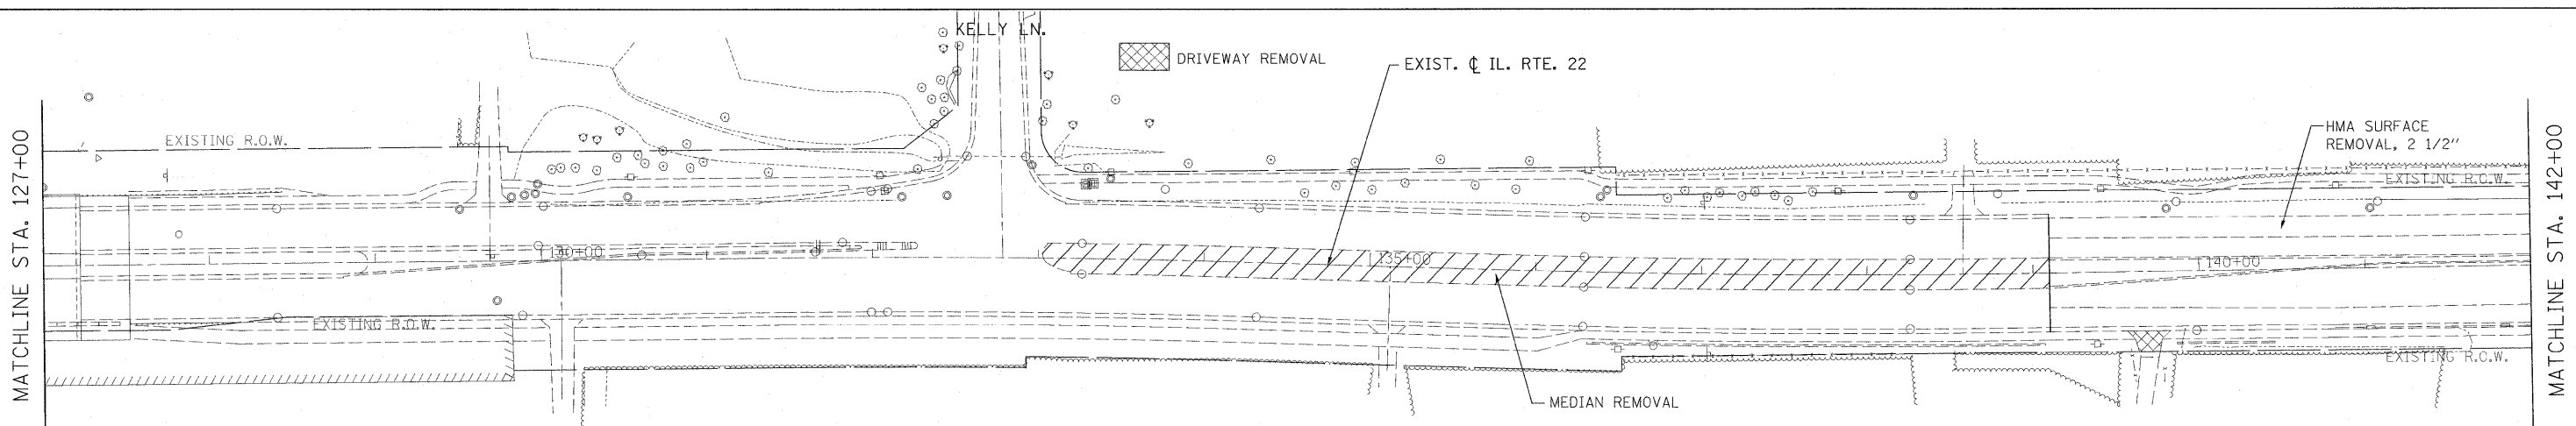 KELLY LN.
DRIVEWAY REMOVAL
EXIST. ℄ IL. RTE. 22
HMA SURFACE
REMOVAL, 2 1/2"
EXISTING R.O.W.
EXISTING R.O.W.
MATCHLINE STA. 127+00
MATCHLINE STA. 142+00
130+00
135+00
140+00
EXISTING R.O.W.
EXISTING R.O.W.
MEDIAN REMOVAL